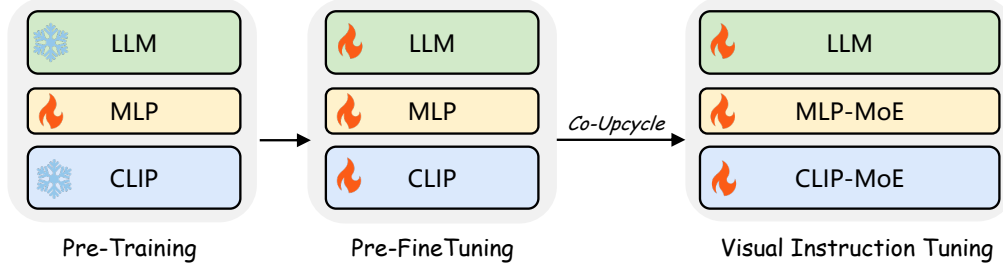 LLM
MLP
CLIP
Pre-Training
LLM
MLP
CLIP
Pre-FineTuning
Co-Upcycle
LLM
MLP-MoE
CLIP-MoE
Visual Instruction Tuning